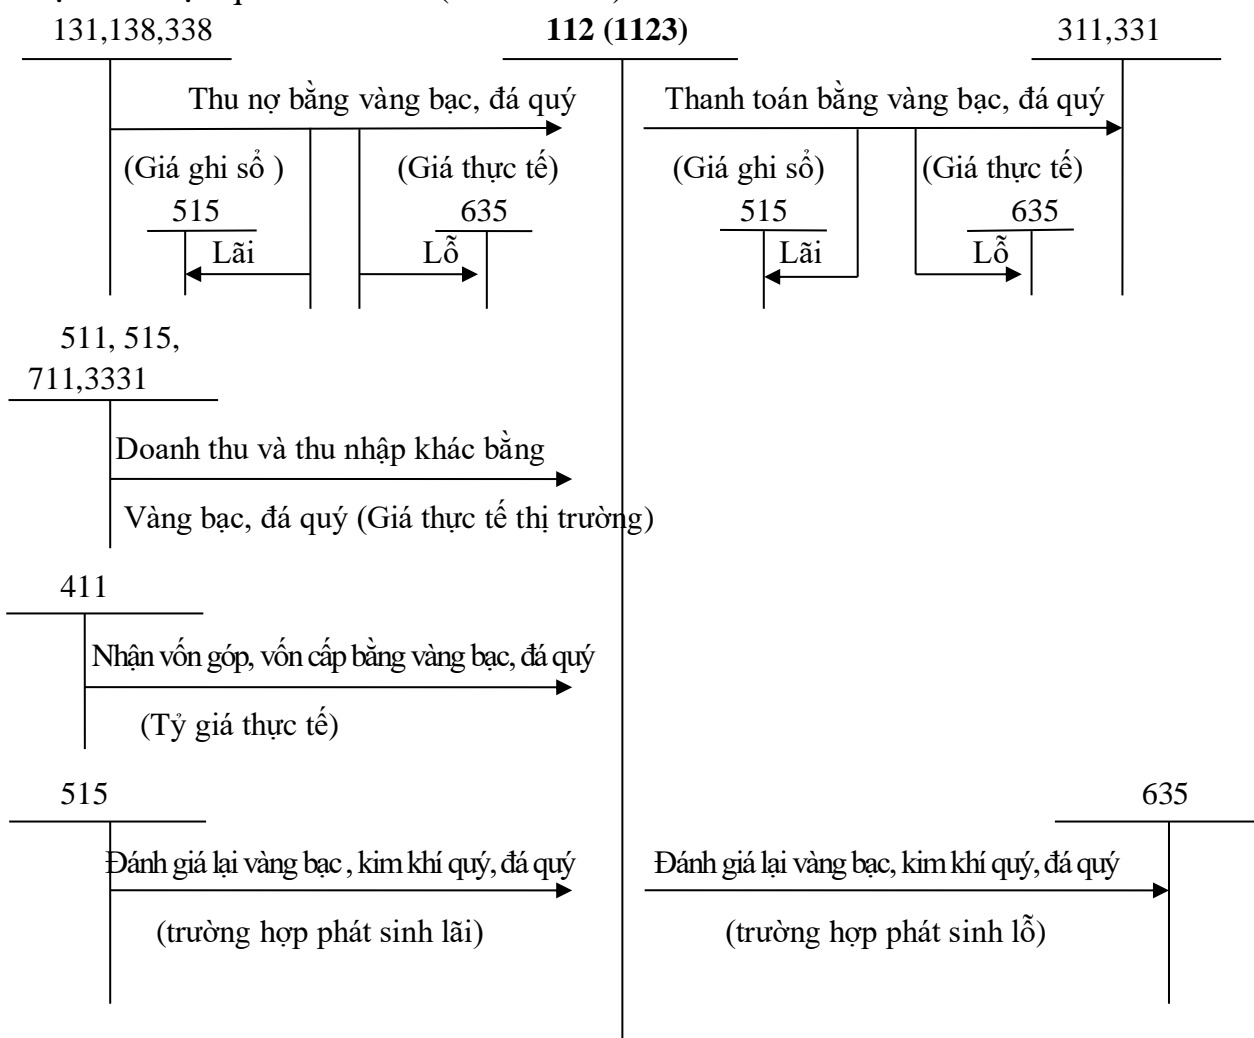 131,138,338
112 (1123)
311,331
Thu nợ bằng vàng bạc, đá quý
Thanh toán bằng vàng bạc, đá quý
(Giá ghi sổ )
(Giá thực tế)
(Giá ghi sổ)
(Giá thực tế)
515
635
515
635
Lãi
Lỗ
Lãi
Lỗ
511, 515,
711,3331
Doanh thu và thu nhập khác bằng
Vàng bạc, đá quý (Giá thực tế thị trường)
411
Nhận vốn góp, vốn cấp bằng vàng bạc, đá quý
(Tỷ giá thực tế)
515
635
Đánh giá lại vàng bạc , kim khí quý, đá quý
Đánh giá lại vàng bạc, kim khí quý, đá quý
(trường hợp phát sinh lãi)
(trường hợp phát sinh lỗ)